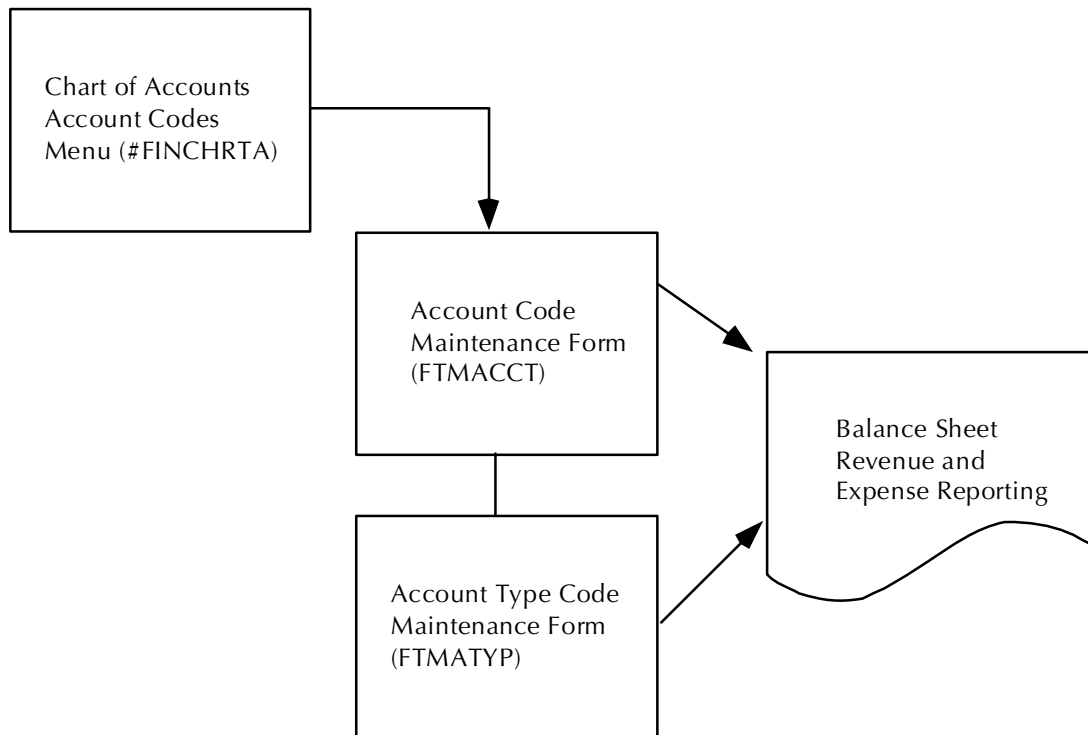 Chart of Accounts
Account Codes
Menu (#FINCHRTA)
Account Code
Maintenance Form
(FTMACCT)
Balance Sheet
Revenue and
Expense Reporting
Account Type Code
Maintenance Form
(FTMATYP)